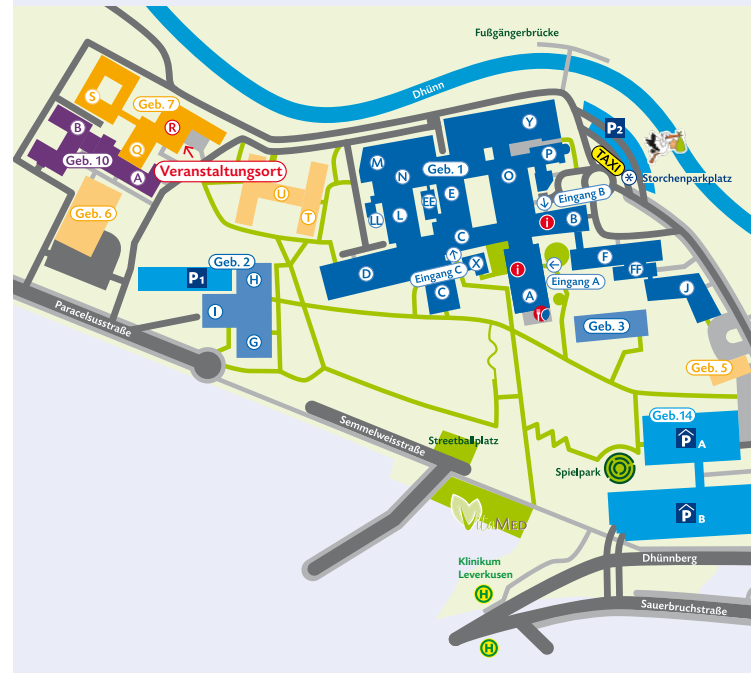 Fußgängerbrücke
Dhünn
S
Geb. 7
R
B
Q
Geb. 10
A
Veranstaltungsort
Geb. 6
U
T
M
N
Geb. 1
Y
O
P
E
EE
L
LL
C
D
X
Eingang C
C
P2
TAXI
*
Storchenparkplatz
Eingang B
i
B
i
Eingang A
A
F
FF
J
Geb. 2
P1
H
I
G
Geb. 3
Geb. 5
Paracelsusstraße
Semmelweisstraße
Streetballplatz
Spielpark
Geb.14
P A
P B
VitaMed
Klinikum
Leverkusen
H
H
Dhünnberg
Sauerbruchstraße